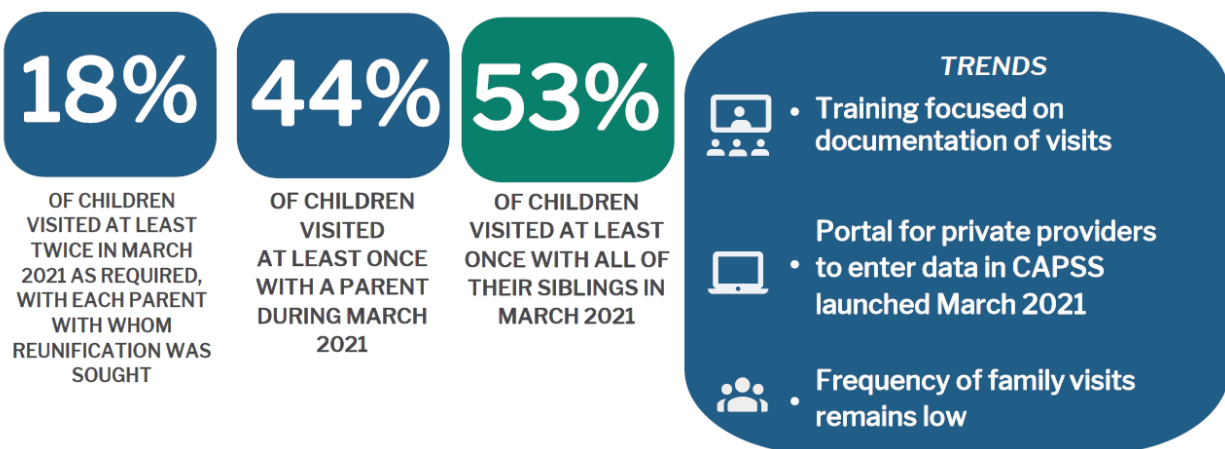 18%
OF CHILDREN
VISITED AT LEAST
TWICE IN MARCH
2021 AS REQUIRED,
WITH EACH PARENT
WITH WHOM
REUNIFICATION WAS
SOUGHT
44%
OF CHILDREN
VISITED
AT LEAST ONCE
WITH A PARENT
DURING MARCH
2021
53%
OF CHILDREN
VISITED AT LEAST
ONCE WITH ALL OF
THEIR SIBLINGS IN
MARCH 2021
TRENDS
• Training focused on
documentation of visits
Portal for private providers
• to enter data in CAPSS
launched March 2021
• Frequency of family visits
remains low